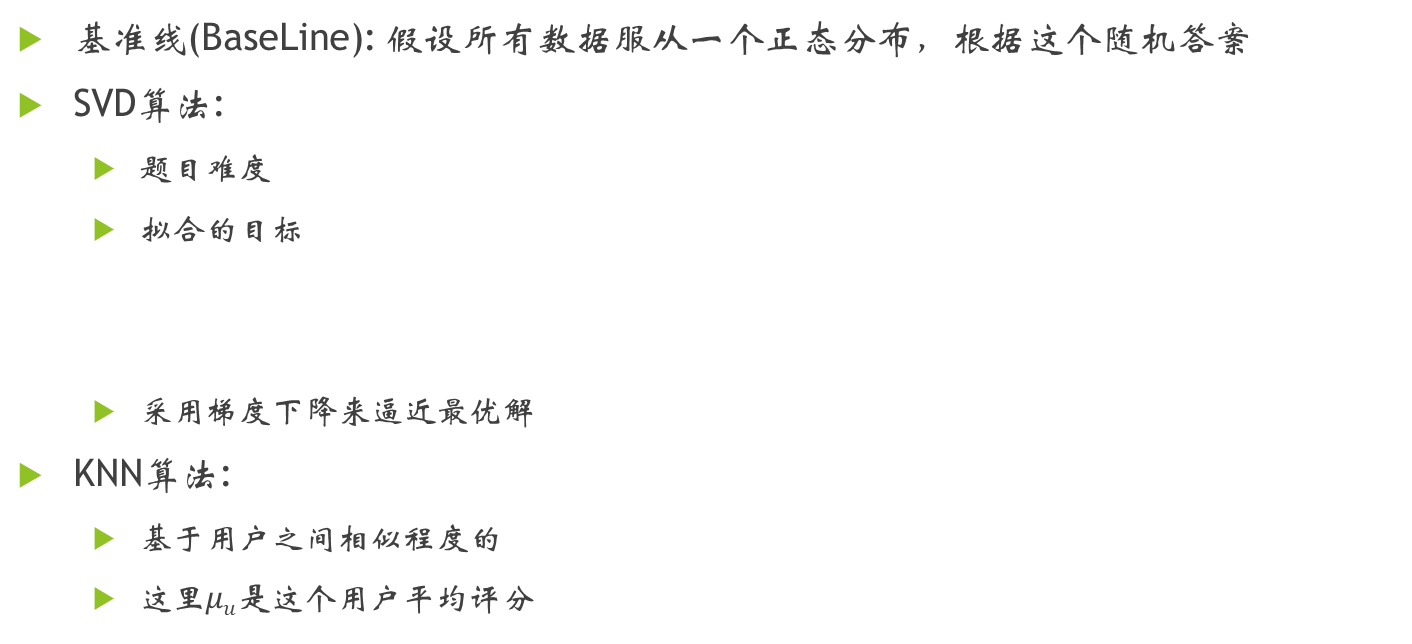 基准线(BaseLine): 假设所有数据服从一个正态分布，根据这个随机答案
SVD算法：
题目难度
拟合的目标
采用梯度下降来逼近最优解
KNN算法：
基于用户之间相似程度的
这里μᵤ是这个用户平均评分